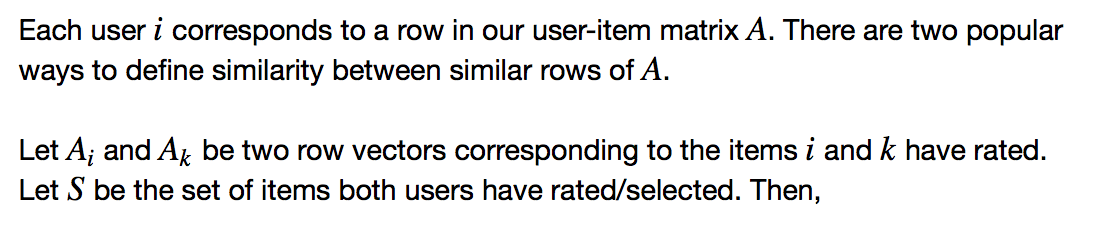 Each user i corresponds to a row in our user-item matrix A. There are two popular
ways to define similarity between similar rows of A.
Let A_i and A_k be two row vectors corresponding to the items i and k have rated.
Let S be the set of items both users have rated/selected. Then,